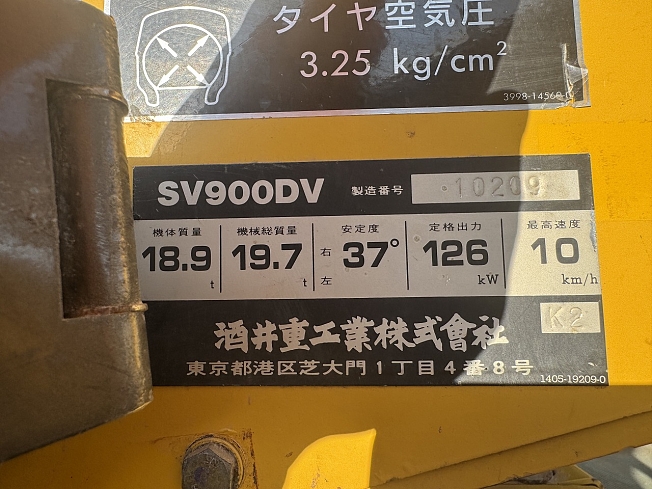 タイヤ空気圧
3.25 kg/cm²
3998-14568-0
SV900DV 製造番号 10209
機体質量 機械総質量 安定度 定格出力 最高速度
18.9 t 19.7 t 右 左 37° 126 kW 10 km/h
K2
酒井重工業株式會社
東京都港区芝大門1丁目4番8号
1405-19209-0